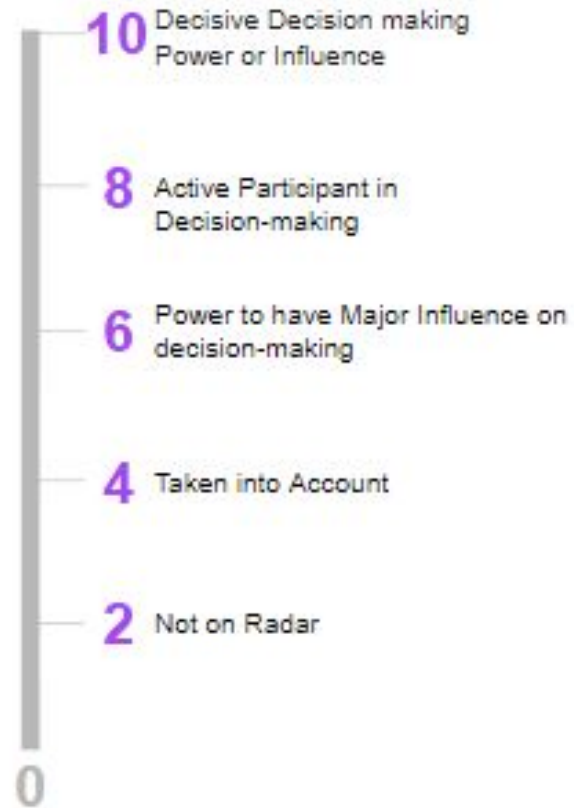 10 Decisive Decision making
Power or Influence
8 Active Participant in
Decision-making
6 Power to have Major Influence on
decision-making
4 Taken into Account
2 Not on Radar
0